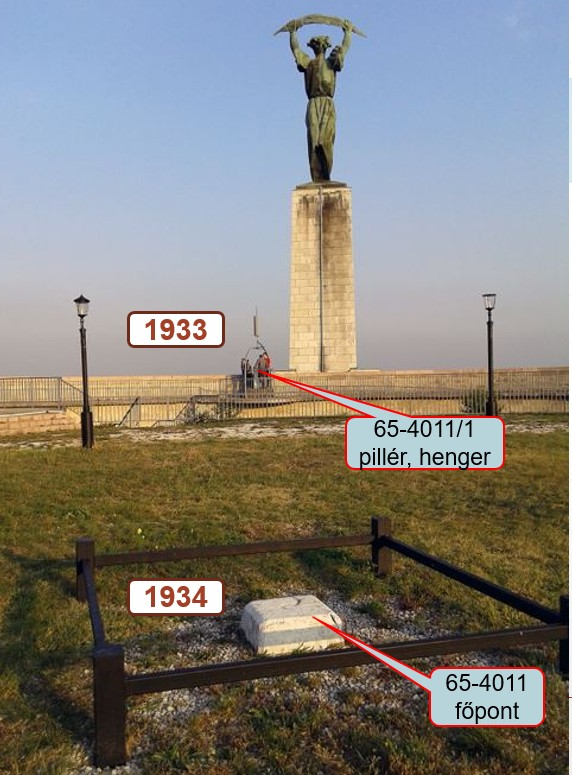 1933
65-4011/1
pillér, henger
1934
65-4011
főpont